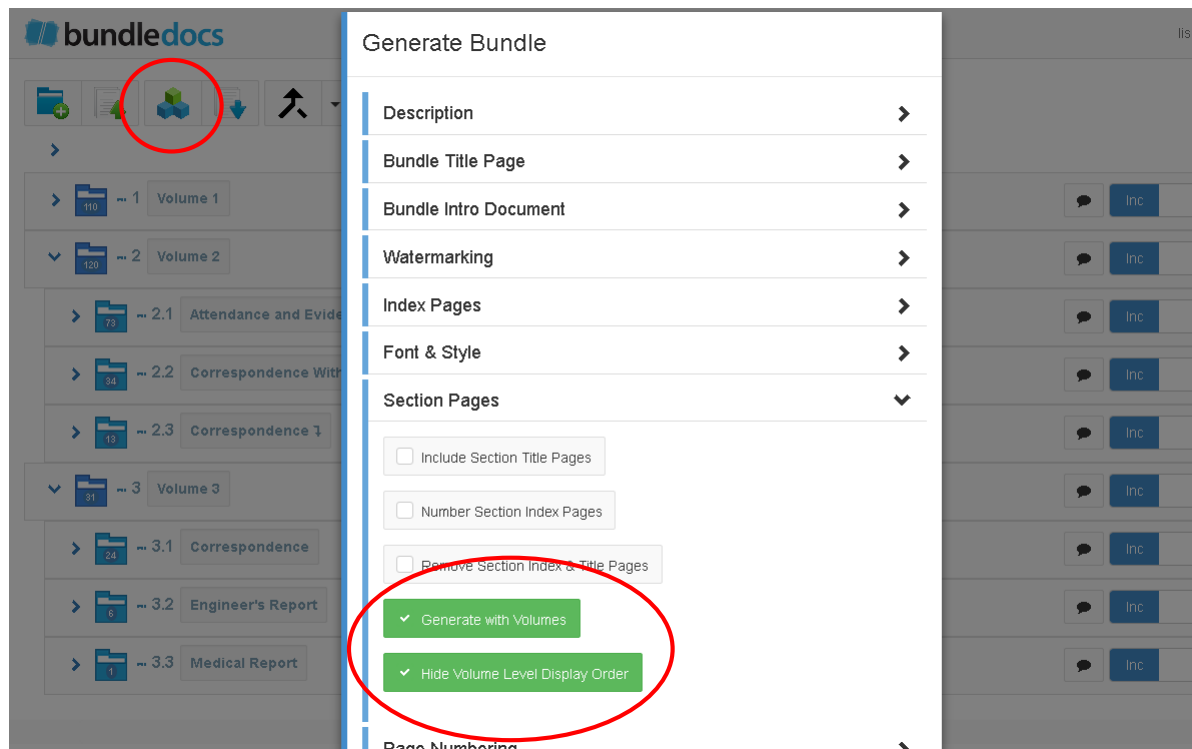 bundledocs
lis
Generate Bundle
Description
Bundle Title Page
Bundle Intro Document
Watermarking
Index Pages
Font & Style
Section Pages
Include Section Title Pages
Number Section Index Pages
Remove Section Index & Title Pages
Generate with Volumes
Hide Volume Level Display Order
Page Numbering
110 1 Volume 1 Inc
120 2 Volume 2 Inc
73 2.1 Attendance and Evide Inc
34 2.2 Correspondence With Inc
13 2.3 Correspondence Inc
31 3 Volume 3 Inc
24 3.1 Correspondence Inc
6 3.2 Engineer's Report Inc
1 3.3 Medical Report Inc